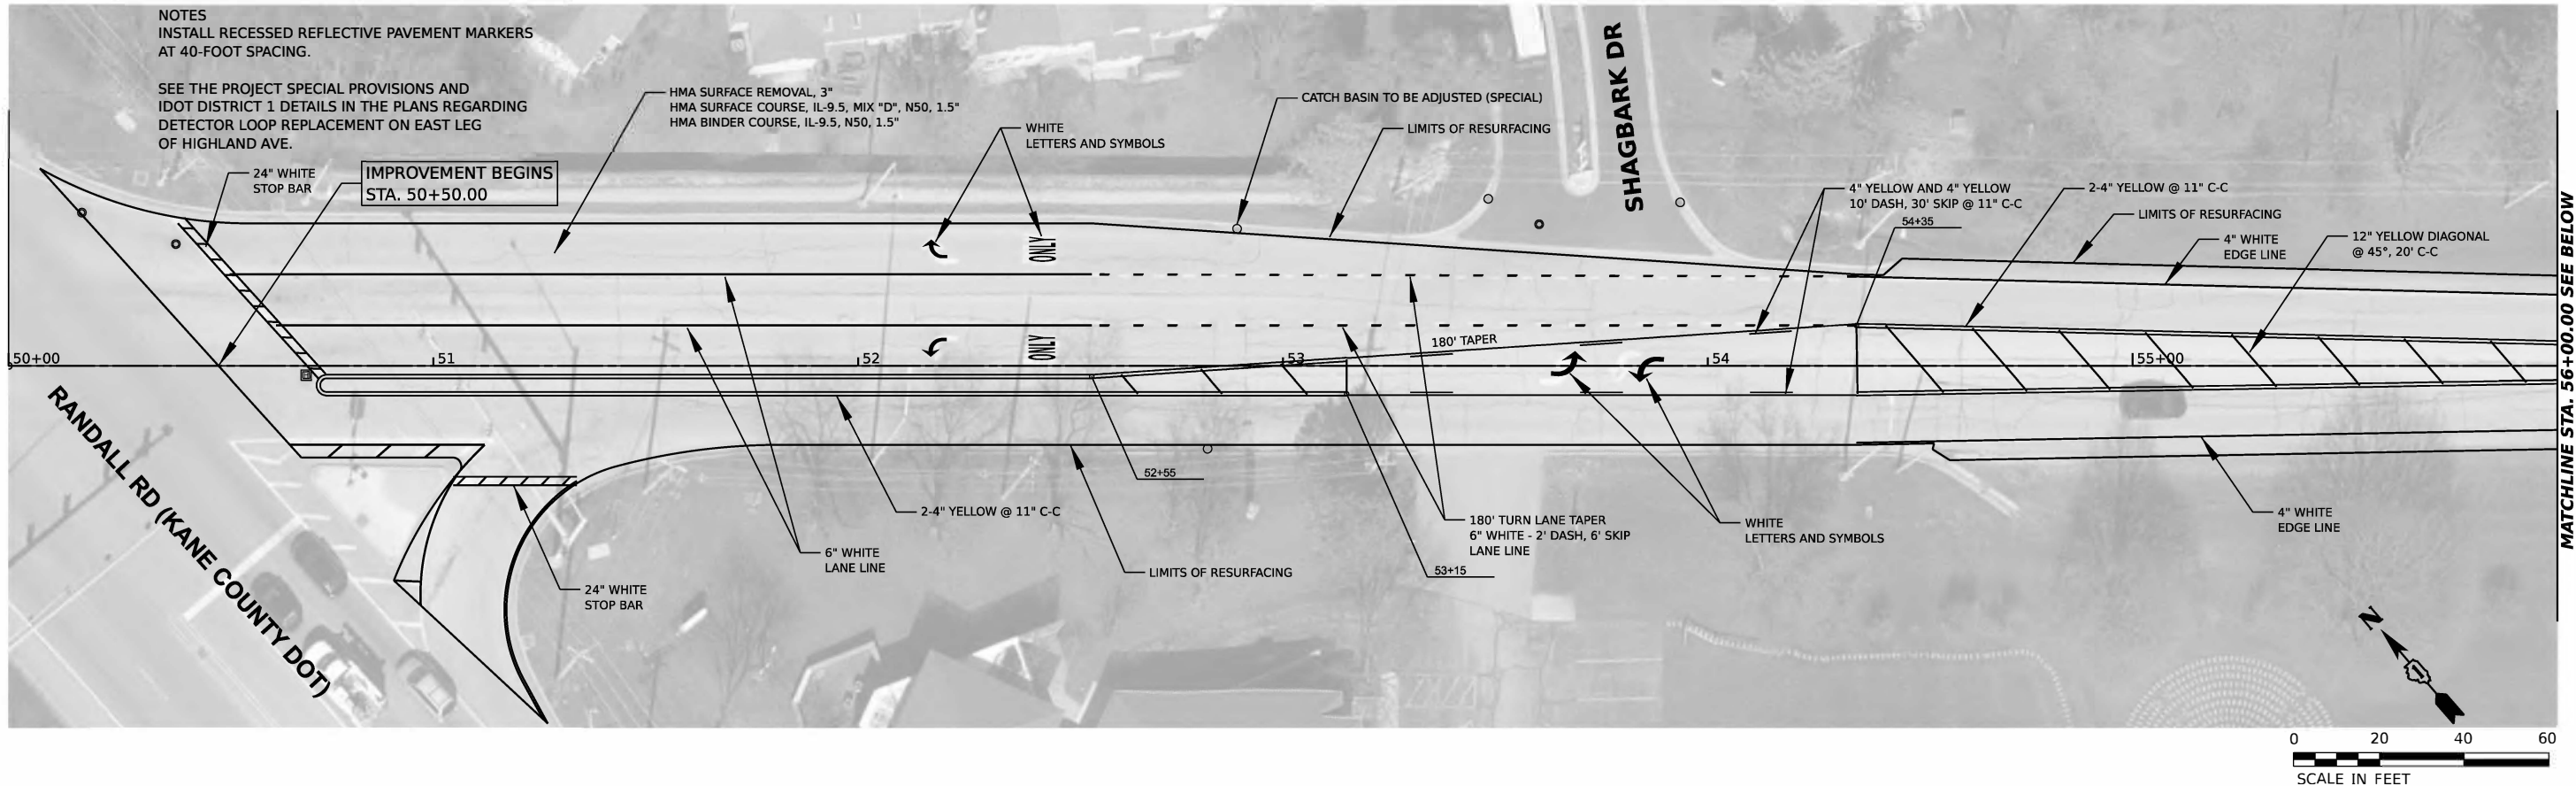 NOTES
INSTALL RECESSED REFLECTIVE PAVEMENT MARKERS
AT 40-FOOT SPACING.
SEE THE PROJECT SPECIAL PROVISIONS AND
IDOT DISTRICT 1 DETAILS IN THE PLANS REGARDING
DETECTOR LOOP REPLACEMENT ON EAST LEG
OF HIGHLAND AVE.
24" WHITE
STOP BAR
IMPROVEMENT BEGINS
STA. 50+50.00
HMA SURFACE REMOVAL, 3"
HMA SURFACE COURSE, IL-9.5, MIX "D", N50, 1.5"
HMA BINDER COURSE, IL-9.5, N50, 1.5"
WHITE
LETTERS AND SYMBOLS
CATCH BASIN TO BE ADJUSTED (SPECIAL)
LIMITS OF RESURFACING
SHAGBARK DR
4" YELLOW AND 4" YELLOW
10' DASH, 30' SKIP @ 11" C-C
54+35
2-4" YELLOW @ 11" C-C
LIMITS OF RESURFACING
4" WHITE
EDGE LINE
12" YELLOW DIAGONAL
@ 45°, 20' C-C
MATCHLINE STA. 56+00.00 SEE BELOW
ONLY
ONLY
180' TAPER
50+00
51
52
53
54
55+00
RANDALL RD (KANE COUNTY DOT)
52+55
2-4" YELLOW @ 11" C-C
6" WHITE
LANE LINE
24" WHITE
STOP BAR
LIMITS OF RESURFACING
180' TURN LANE TAPER
6" WHITE - 2' DASH, 6' SKIP
LANE LINE
53+15
WHITE
LETTERS AND SYMBOLS
4" WHITE
EDGE LINE
N
1
0 20 40 60
SCALE IN FEET